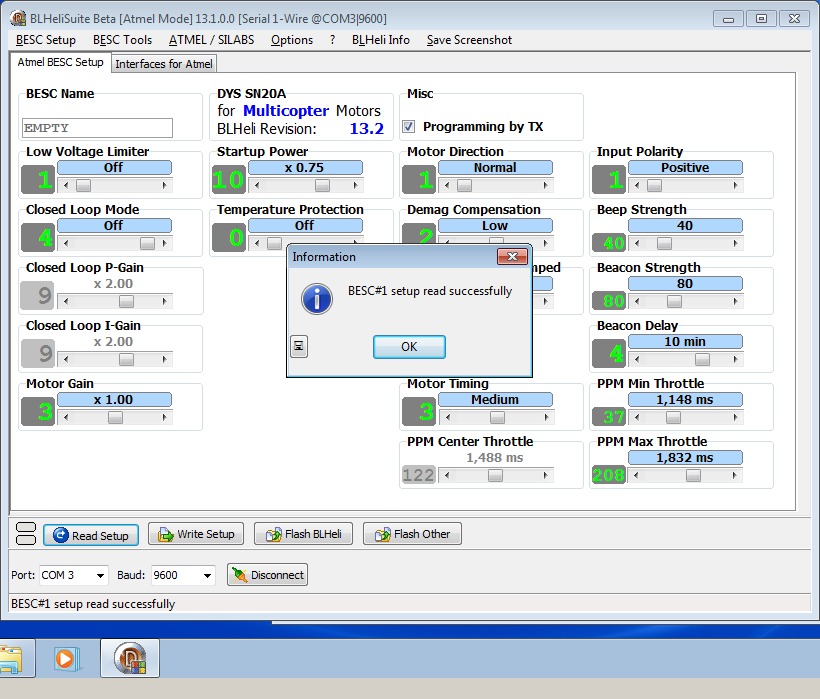 BLHeliSuite Beta [Atmel Mode] 13.1.0.0 [Serial 1-Wire @COM3|9600]
BESC Setup BESC Tools ATMEL / SILABS Options ? BLHeli Info Save Screenshot
Atmel BESC Setup Interfaces for Atmel
BESC Name
EMPTY
DYS SN20A
for Multicopter Motors
BLHeli Revision: 13.2
Misc
Programming by TX
Low Voltage Limiter
Off
1
Startup Power
x 0.75
10
Motor Direction
Normal
1
Input Polarity
Positive
1
Closed Loop Mode
Off
4
Temperature Protection
Off
0
Demag Compensation
Low
2
Beep Strength
40
40
Closed Loop P-Gain
x 2.00
9
mped
Beacon Strength
80
80
Closed Loop I-Gain
x 2.00
9
Beacon Delay
10 min
4
Motor Gain
x 1.00
3
Motor Timing
Medium
3
PPM Min Throttle
1,148 ms
37
PPM Center Throttle
1,488 ms
122
PPM Max Throttle
1,832 ms
208
Information
BESC#1 setup read successfully
OK
Read Setup Write Setup Flash BLHeli Flash Other
Port: COM 3 Baud: 9600 Disconnect
BESC#1 setup read successfully